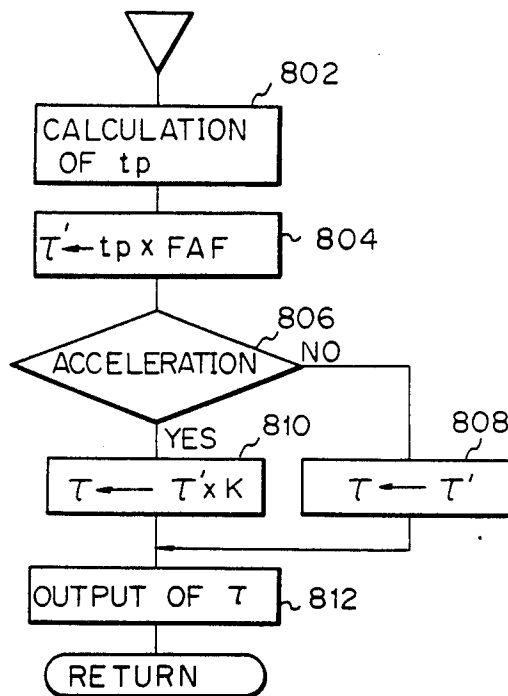 802
CALCULATION
OF tp
τ' ← tp x FAF
804
806
ACCELERATION
NO
YES
810
808
τ ← τ' x K
τ ← τ'
OUTPUT OF τ
812
RETURN